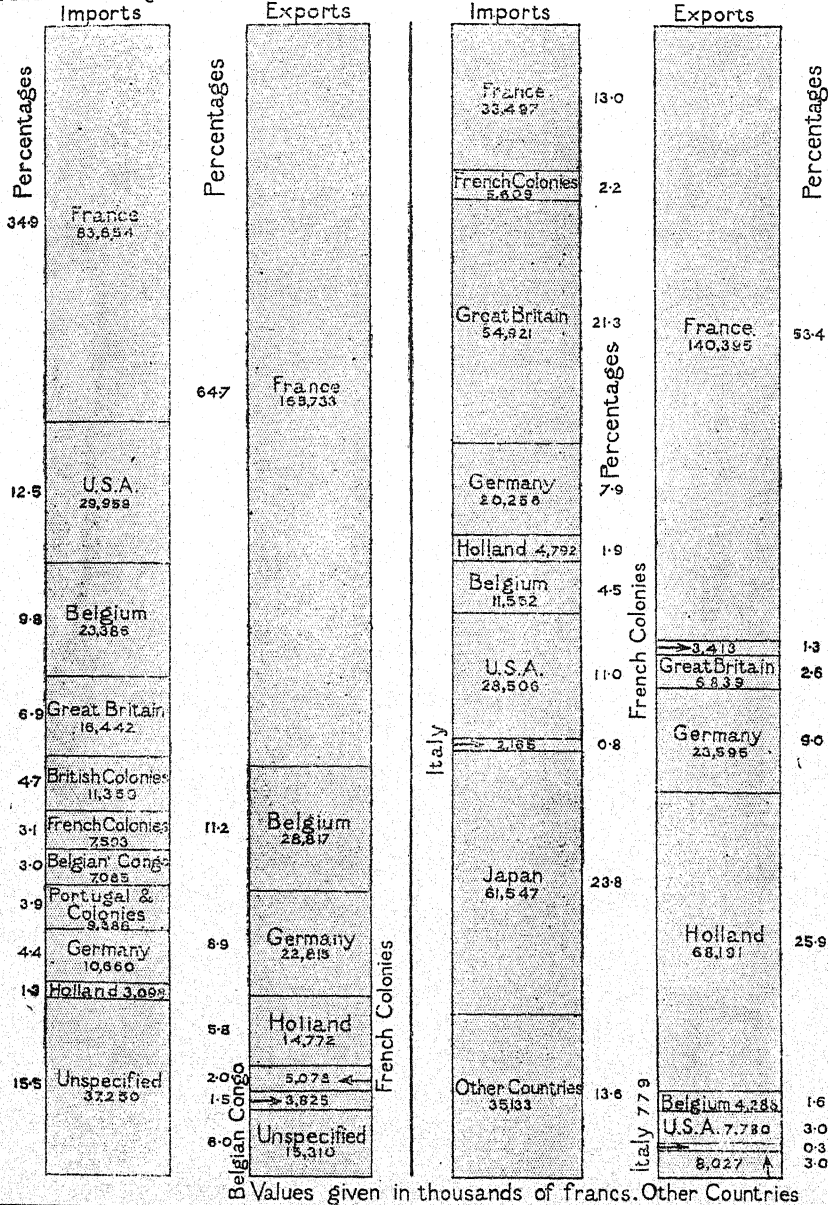 Imports
Percentages
34·9
France
83,654
12·5
U.S.A.
29,959
9·8
Belgium
23,386
6·9
Great Britain
16,442
4·7
British Colonies
11,353
3·1
French Colonies
7,503
3·0
Belgian Congo
7,085
3·9
Portugal &
Colonies
9,386
4·4
Germany
10,660
1·3
Holland 3,098
15·5
Unspecified
37,250
Exports
Percentages
64·7
France
165,733
11·2
Belgium
28,817
8·9
Germany
22,815
5·8
Holland
14,772
2·0
5,078
French Colonies
1·5
3,825
Belgian Congo
6·0
Unspecified
15,310
Imports
Percentages
France
33,497
13·0
French Colonies
5,609
2·2
Great Britain
54,921
21·3
Germany
20,256
7·9
Holland 4,792
1·9
Belgium
11,552
4·5
U.S.A.
28,506
11·0
Italy
2,165
0·8
Japan
61,547
23·8
Other Countries
35,133
13·6
Exports
Percentages
France
140,395
53·4
French Colonies
3,413
1·3
Great Britain
6,839
2·6
Germany
23,595
9·0
Holland
68,191
25·9
Belgium 4,288
1·6
U.S.A. 7,780
3·0
Italy 779
0·3
8,027
3·0
Values given in thousands of francs. Other Countries